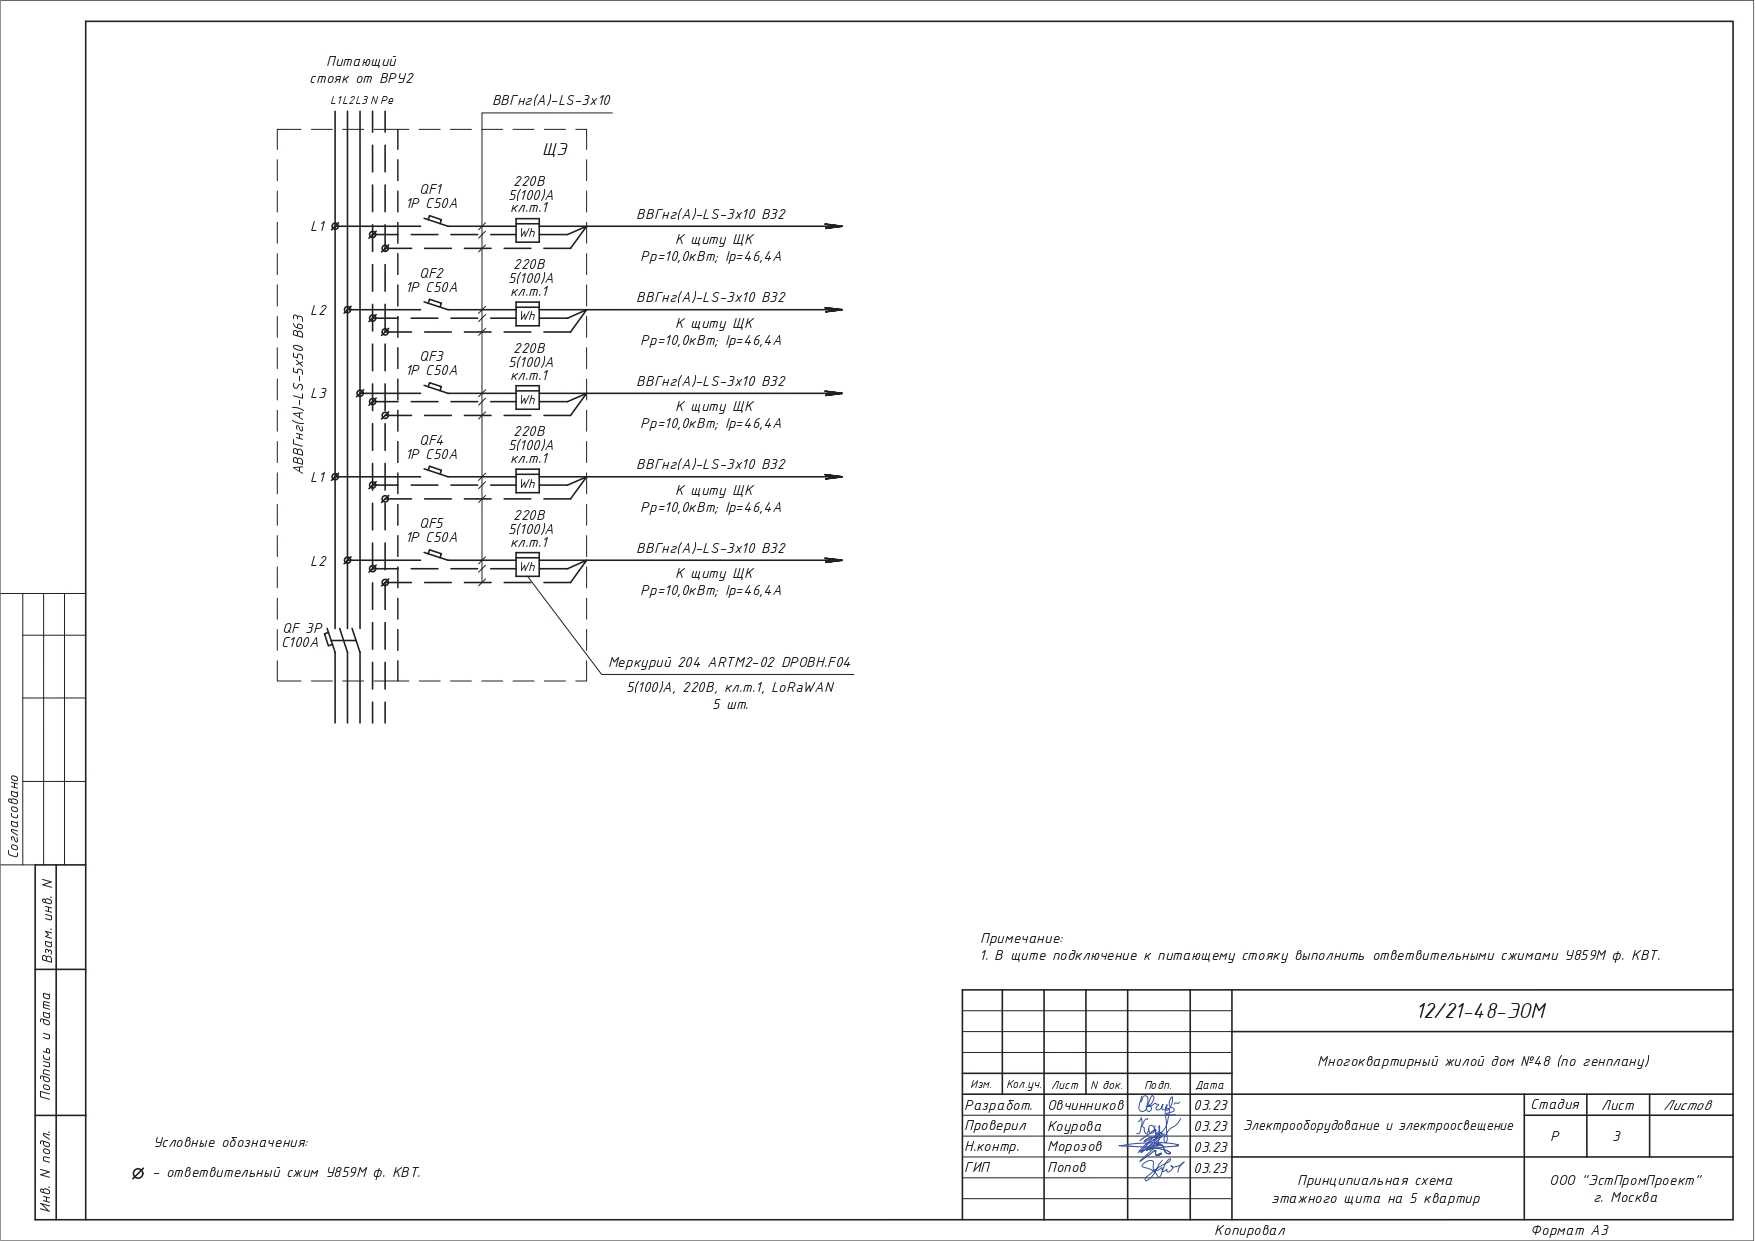 Питающий
стояк от ВРУ2
L1 L2 L3 N Pe
ВВГнг(А)-LS-3х10
ЩЭ
QF1
1P C50A
220В
5(100)А
кл.т.1
L1
Wh
ВВГнг(А)-LS-3х10 В32
К щиту ЩК
Рр=10,0кВт; Iр=46,4А
QF2
1P C50A
220В
5(100)А
кл.т.1
L2
Wh
ВВГнг(А)-LS-3х10 В32
К щиту ЩК
Рр=10,0кВт; Iр=46,4А
АВВГнг(А)-LS-5х50 В63
QF3
1P C50A
220В
5(100)А
кл.т.1
L3
Wh
ВВГнг(А)-LS-3х10 В32
К щиту ЩК
Рр=10,0кВт; Iр=46,4А
QF4
1P C50A
220В
5(100)А
кл.т.1
L1
Wh
ВВГнг(А)-LS-3х10 В32
К щиту ЩК
Рр=10,0кВт; Iр=46,4А
QF5
1P C50A
220В
5(100)А
кл.т.1
L2
Wh
ВВГнг(А)-LS-3х10 В32
К щиту ЩК
Рр=10,0кВт; Iр=46,4А
QF 3P
C100A
Меркурий 204 ARTM2-02 DPOBH.F04
5(100)А, 220В, кл.т.1, LoRaWAN
5 шт.
Согласовано
Взам. инв. N
Подпись и дата
Инв. N подл.
Условные обозначения:
- ответвительный сжим У859М ф. КВТ.
Примечание:
1. В щите подключение к питающему стояку выполнить ответвительными сжимами У859М ф. КВТ.
12/21-48-ЭОМ
Многоквартирный жилой дом №48 (по генплану)
Изм. Кол.уч. Лист N док. Подп. Дата
Разработ. Овчинников 03.23
Проверил Коурова 03.23
Н.контр. Морозов 03.23
ГИП Попов 03.23
Электрооборудование и электроосвещение
Стадия Лист Листов
Р 3
Принципиальная схема
этажного щита на 5 квартир
ООО "ЭстПромПроект"
г. Москва
Копировал Формат А3